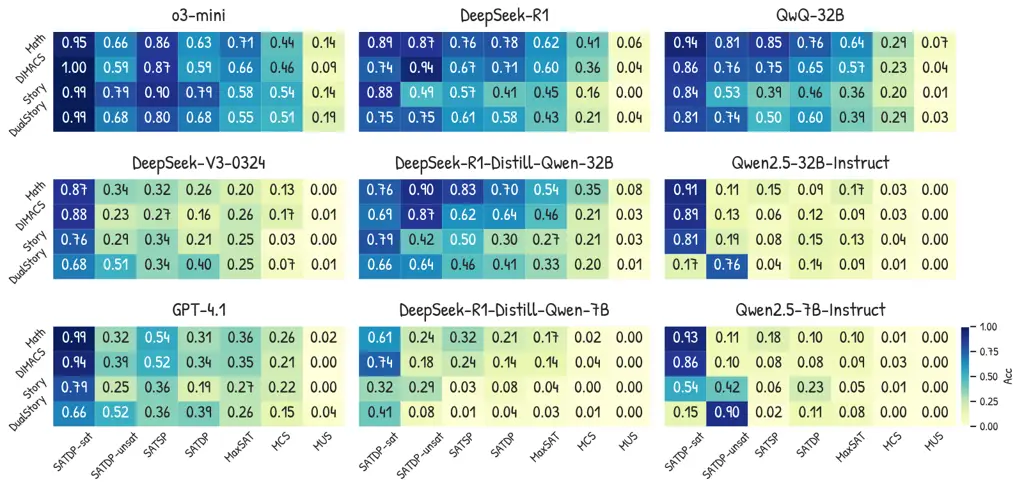 o3-mini DeepSeek-R1 QwQ-32B
Math 0.95 0.66 0.86 0.63 0.71 0.44 0.14 0.89 0.87 0.76 0.78 0.62 0.41 0.06 0.94 0.81 0.85 0.76 0.64 0.29 0.07
DIMACS 1.00 0.59 0.87 0.59 0.66 0.46 0.09 0.74 0.94 0.67 0.71 0.60 0.36 0.04 0.86 0.76 0.75 0.65 0.57 0.23 0.04
Story 0.99 0.79 0.90 0.79 0.58 0.54 0.14 0.88 0.49 0.57 0.41 0.45 0.16 0.00 0.84 0.53 0.39 0.46 0.36 0.20 0.01
DualStory 0.99 0.68 0.80 0.68 0.55 0.51 0.19 0.75 0.75 0.61 0.58 0.43 0.21 0.04 0.81 0.74 0.50 0.60 0.39 0.29 0.03
DeepSeek-V3-0324 DeepSeek-R1-Distill-Qwen-32B Qwen2.5-32B-Instruct
Math 0.87 0.34 0.32 0.26 0.20 0.13 0.00 0.76 0.90 0.83 0.70 0.54 0.35 0.08 0.91 0.11 0.15 0.09 0.17 0.03 0.00
DIMACS 0.88 0.23 0.27 0.16 0.26 0.17 0.01 0.69 0.87 0.62 0.64 0.46 0.21 0.03 0.89 0.13 0.06 0.12 0.09 0.03 0.00
Story 0.76 0.29 0.34 0.21 0.25 0.03 0.00 0.79 0.42 0.50 0.30 0.27 0.21 0.03 0.81 0.19 0.08 0.15 0.13 0.04 0.00
DualStory 0.68 0.51 0.34 0.40 0.25 0.07 0.01 0.66 0.64 0.46 0.41 0.33 0.20 0.01 0.17 0.76 0.04 0.14 0.09 0.01 0.00
GPT-4.1 DeepSeek-R1-Distill-Qwen-7B Qwen2.5-7B-Instruct
Math 0.99 0.32 0.54 0.31 0.36 0.26 0.02 0.61 0.24 0.32 0.21 0.17 0.02 0.00 0.93 0.11 0.18 0.10 0.10 0.01 0.00 1.00
DIMACS 0.94 0.39 0.52 0.34 0.35 0.21 0.00 0.74 0.18 0.24 0.14 0.14 0.04 0.00 0.86 0.10 0.08 0.08 0.09 0.03 0.00 0.75
Story 0.79 0.25 0.36 0.19 0.27 0.22 0.00 0.32 0.29 0.03 0.08 0.04 0.00 0.00 0.54 0.42 0.06 0.23 0.05 0.01 0.00 0.50 0.25 Acc
DualStory 0.66 0.52 0.36 0.39 0.26 0.15 0.04 0.41 0.08 0.01 0.04 0.03 0.01 0.00 0.15 0.90 0.02 0.11 0.08 0.00 0.00 0.00
SATDP-sat SATDP-unsat SATSP SATDP MaxSAT MCS MUS SATDP-sat SATDP-unsat SATSP SATDP MaxSAT MCS MUS SATDP-sat SATDP-unsat SATSP SATDP MaxSAT MCS MUS